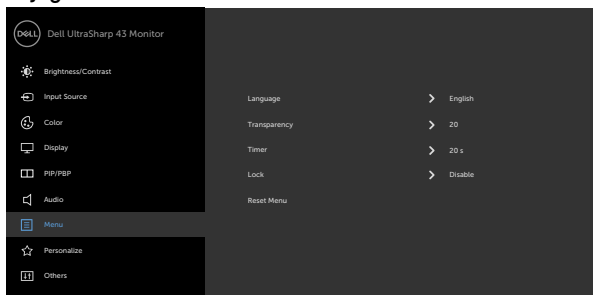 DELL
Dell UltraSharp 43 Monitor
Brightness/Contrast
Input Source
Language English
Color
Transparency 20
Display
Timer 20 s
PIP/PBP
Lock Disable
Audio
Reset Menu
Menu
Personalize
Others